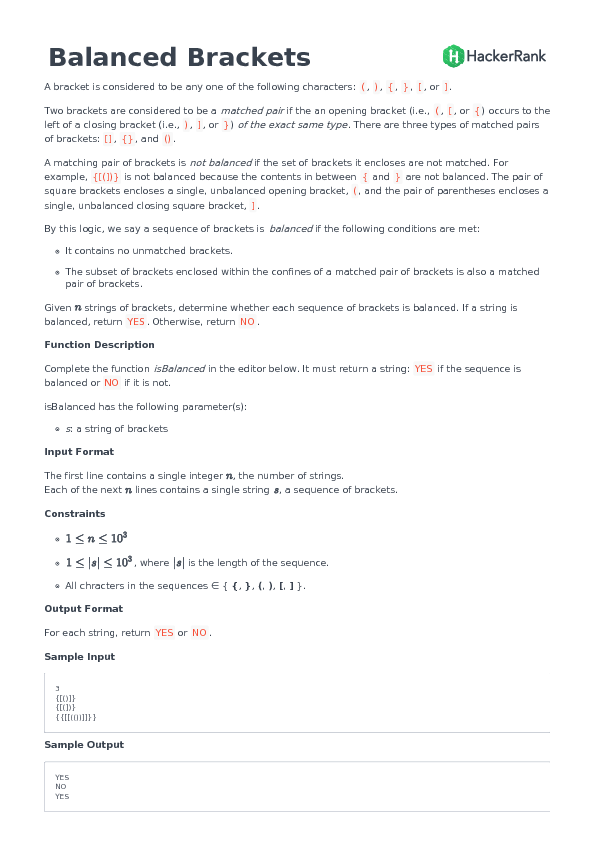 Balanced Brackets
HackerRank
A bracket is considered to be any one of the following characters: (, ), {, }, [, or ].
Two brackets are considered to be a matched pair if the an opening bracket (i.e., (, [, or {) occurs to the
left of a closing bracket (i.e., ), ], or }) of the exact same type. There are three types of matched pairs
of brackets: [], {}, and ().
A matching pair of brackets is not balanced if the set of brackets it encloses are not matched. For
example, {[(])} is not balanced because the contents in between { and } are not balanced. The pair of
square brackets encloses a single, unbalanced opening bracket, (, and the pair of parentheses encloses a
single, unbalanced closing square bracket, ].
By this logic, we say a sequence of brackets is balanced if the following conditions are met:
• It contains no unmatched brackets.
• The subset of brackets enclosed within the confines of a matched pair of brackets is also a matched
pair of brackets.
Given n strings of brackets, determine whether each sequence of brackets is balanced. If a string is
balanced, return YES. Otherwise, return NO.
Function Description
Complete the function isBalanced in the editor below. It must return a string: YES if the sequence is
balanced or NO if it is not.
isBalanced has the following parameter(s):
• s: a string of brackets
Input Format
The first line contains a single integer n, the number of strings.
Each of the next n lines contains a single string s, a sequence of brackets.
Constraints
• 1 ≤ n ≤ 10³
• 1 ≤ |s| ≤ 10³, where |s| is the length of the sequence.
• All chracters in the sequences ∈ { {, }, (, ), [, ] }.
Output Format
For each string, return YES or NO.
Sample Input
3
{[()]}
{[(])}
{{[[(())]]}}
Sample Output
YES
NO
YES